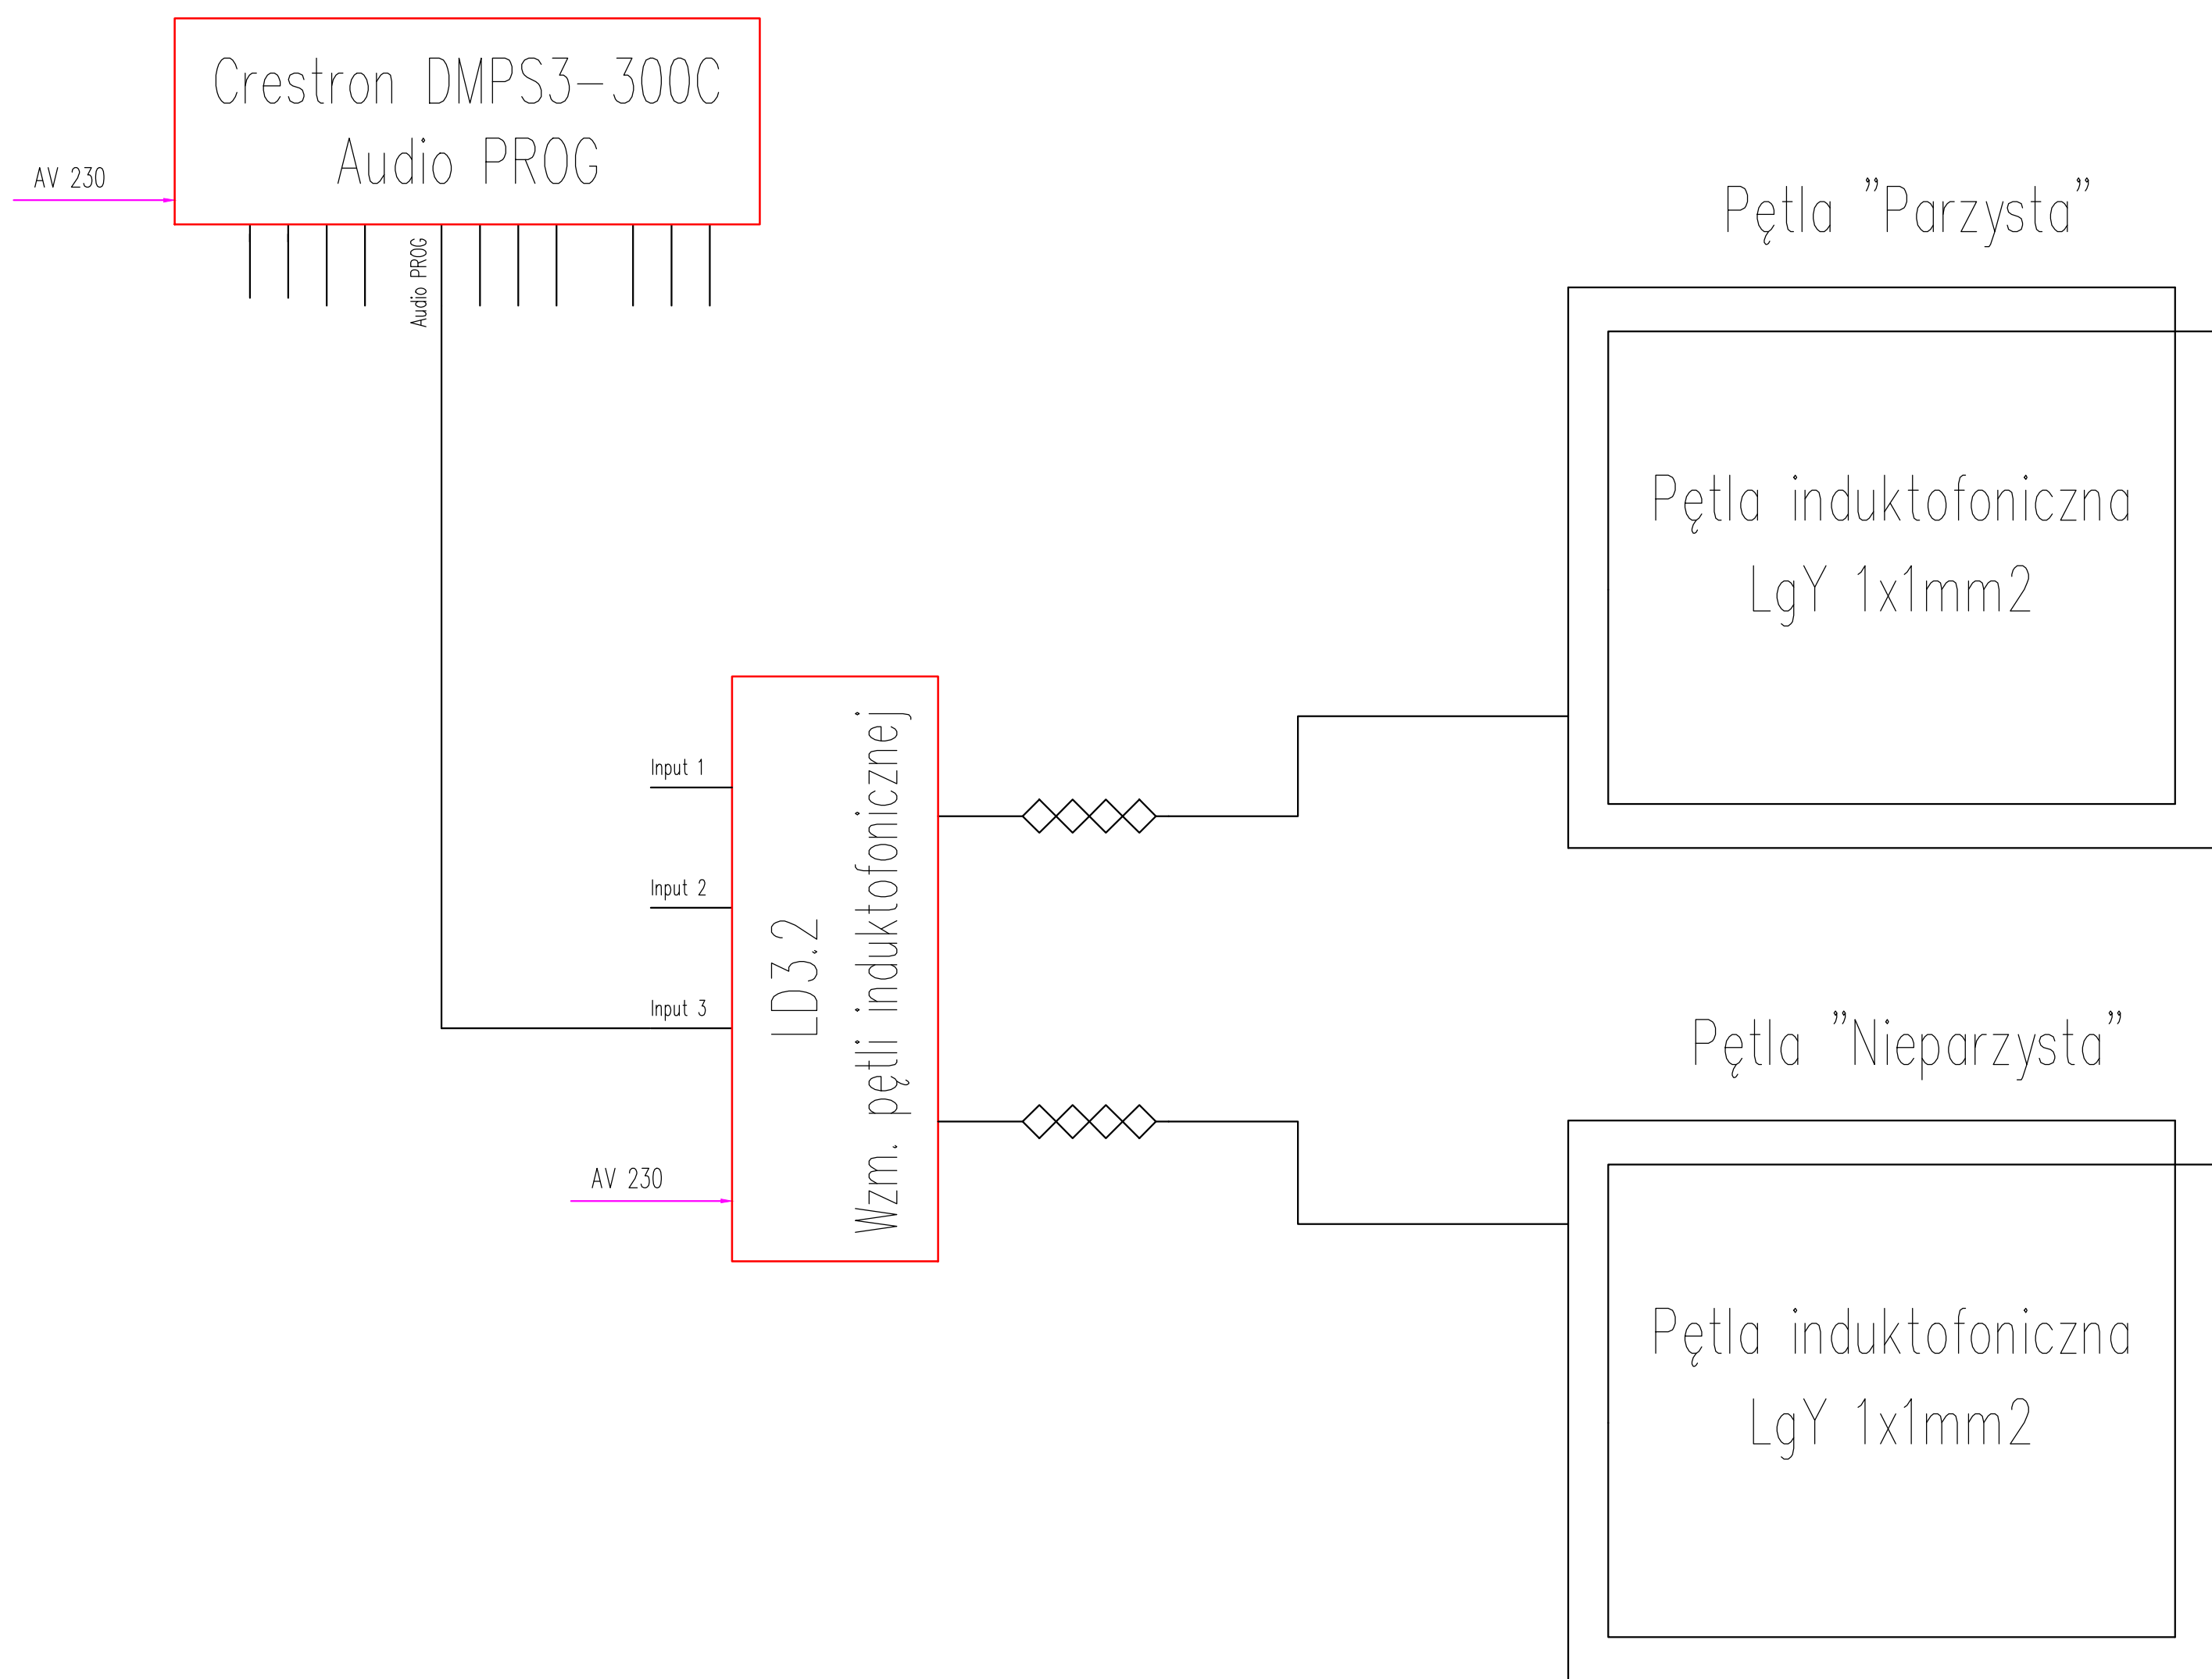 Crestron DMPS3-300C
Audio PROG
AV 230
Audio PROG
Pętla "Parzysta"
Pętla induktofoniczna
LgY 1x1mm2
Input 1
Input 2
Input 3
LD3.2
Wzm. pętli induktofonicznej
AV 230
Pętla "Nieparzysta"
Pętla induktofoniczna
LgY 1x1mm2